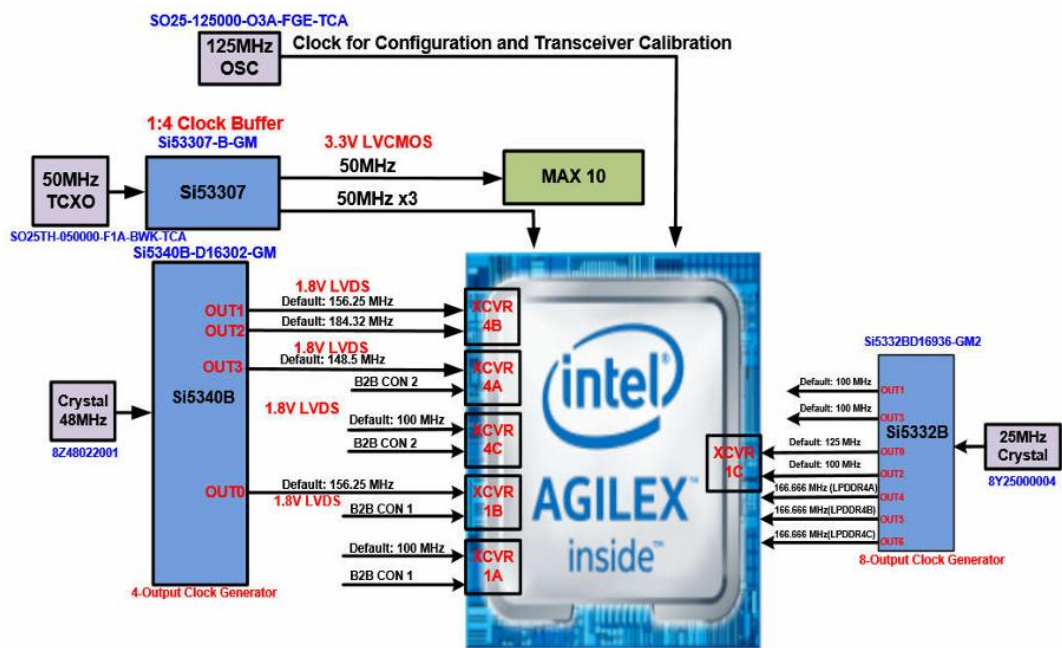 SO25-125000-O3A-FGE-TCA
125MHz
OSC
Clock for Configuration and Transceiver Calibration
1:4 Clock Buffer
Si53307-B-GM
3.3V LVCMOS
50MHz
TCXO
Si53307
50MHz
50MHz x3
MAX 10
SO25TH-050000-F1A-BWK-TCA
Si5340B-D16302-GM
1.8V LVDS
OUT1
Default: 156.25 MHz
OUT2
Default: 184.32 MHz
XCVR
4B
1.8V LVDS
OUT3
Default: 148.5 MHz
B2B CON 2
XCVR
4A
Crystal
48MHz
8Z48022001
Si5340B
1.8V LVDS
Default: 100 MHz
B2B CON 2
XCVR
4C
OUT0
Default: 156.25 MHz
1.8V LVDS
B2B CON 1
XCVR
1B
Default: 100 MHz
B2B CON 1
XCVR
1A
4-Output Clock Generator
intel
AGILEX™
inside™
XCVR
1C
Si5332BD16936-GM2
Default: 100 MHz
OUT1
Default: 100 MHz
OUT3
Si5332B
Default: 125 MHz
OUT0
Default: 100 MHz
OUT2
166.666 MHz (LPDDR4A)
OUT4
166.666 MHz(LPDDR4B)
OUT5
166.666 MHz(LPDDR4C)
OUT6
25MHz
Crystal
8Y25000004
8-Output Clock Generator